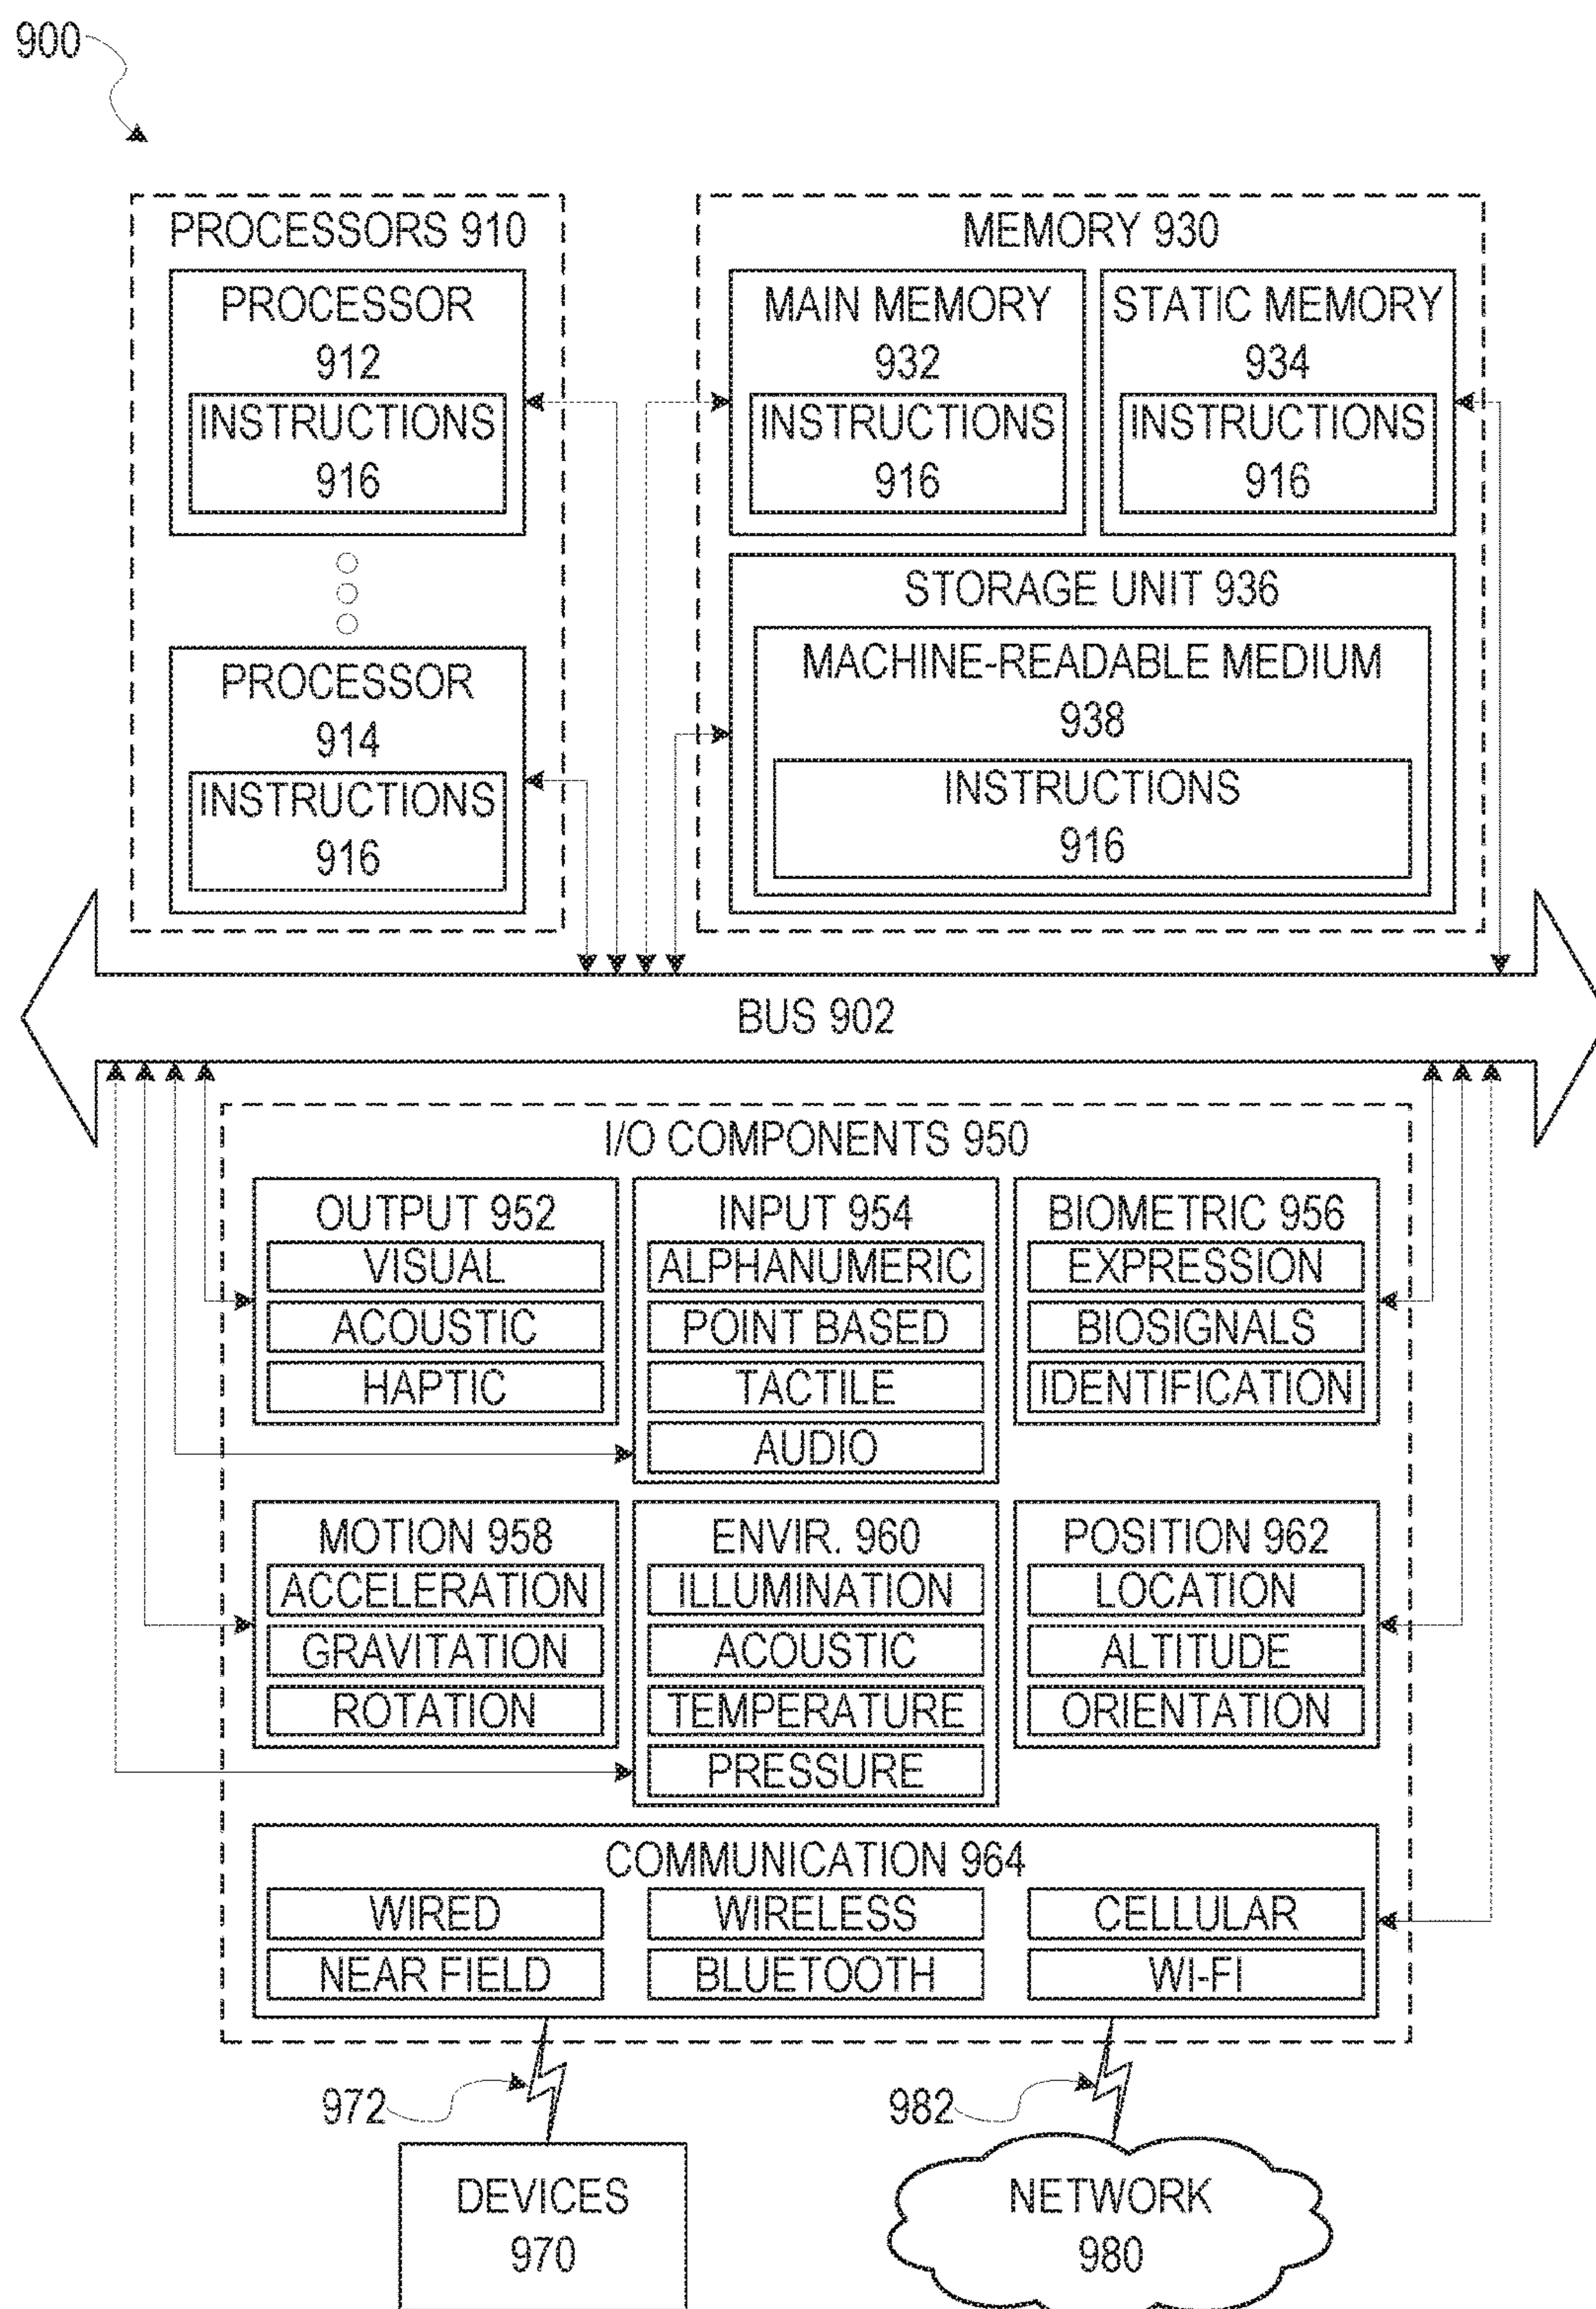 900
PROCESSORS 910
PROCESSOR
912
INSTRUCTIONS
916
PROCESSOR
914
INSTRUCTIONS
916
MEMORY 930
MAIN MEMORY
932
INSTRUCTIONS
916
STATIC MEMORY
934
INSTRUCTIONS
916
STORAGE UNIT 936
MACHINE-READABLE MEDIUM
938
INSTRUCTIONS
916
BUS 902
I/O COMPONENTS 950
OUTPUT 952
VISUAL
ACOUSTIC
HAPTIC
INPUT 954
ALPHANUMERIC
POINT BASED
TACTILE
AUDIO
BIOMETRIC 956
EXPRESSION
BIOSIGNALS
IDENTIFICATION
MOTION 958
ACCELERATION
GRAVITATION
ROTATION
ENVIR. 960
ILLUMINATION
ACOUSTIC
TEMPERATURE
PRESSURE
POSITION 962
LOCATION
ALTITUDE
ORIENTATION
COMMUNICATION 964
WIRED
WIRELESS
CELLULAR
NEAR FIELD
BLUETOOTH
WI-FI
972
982
DEVICES
970
NETWORK
980